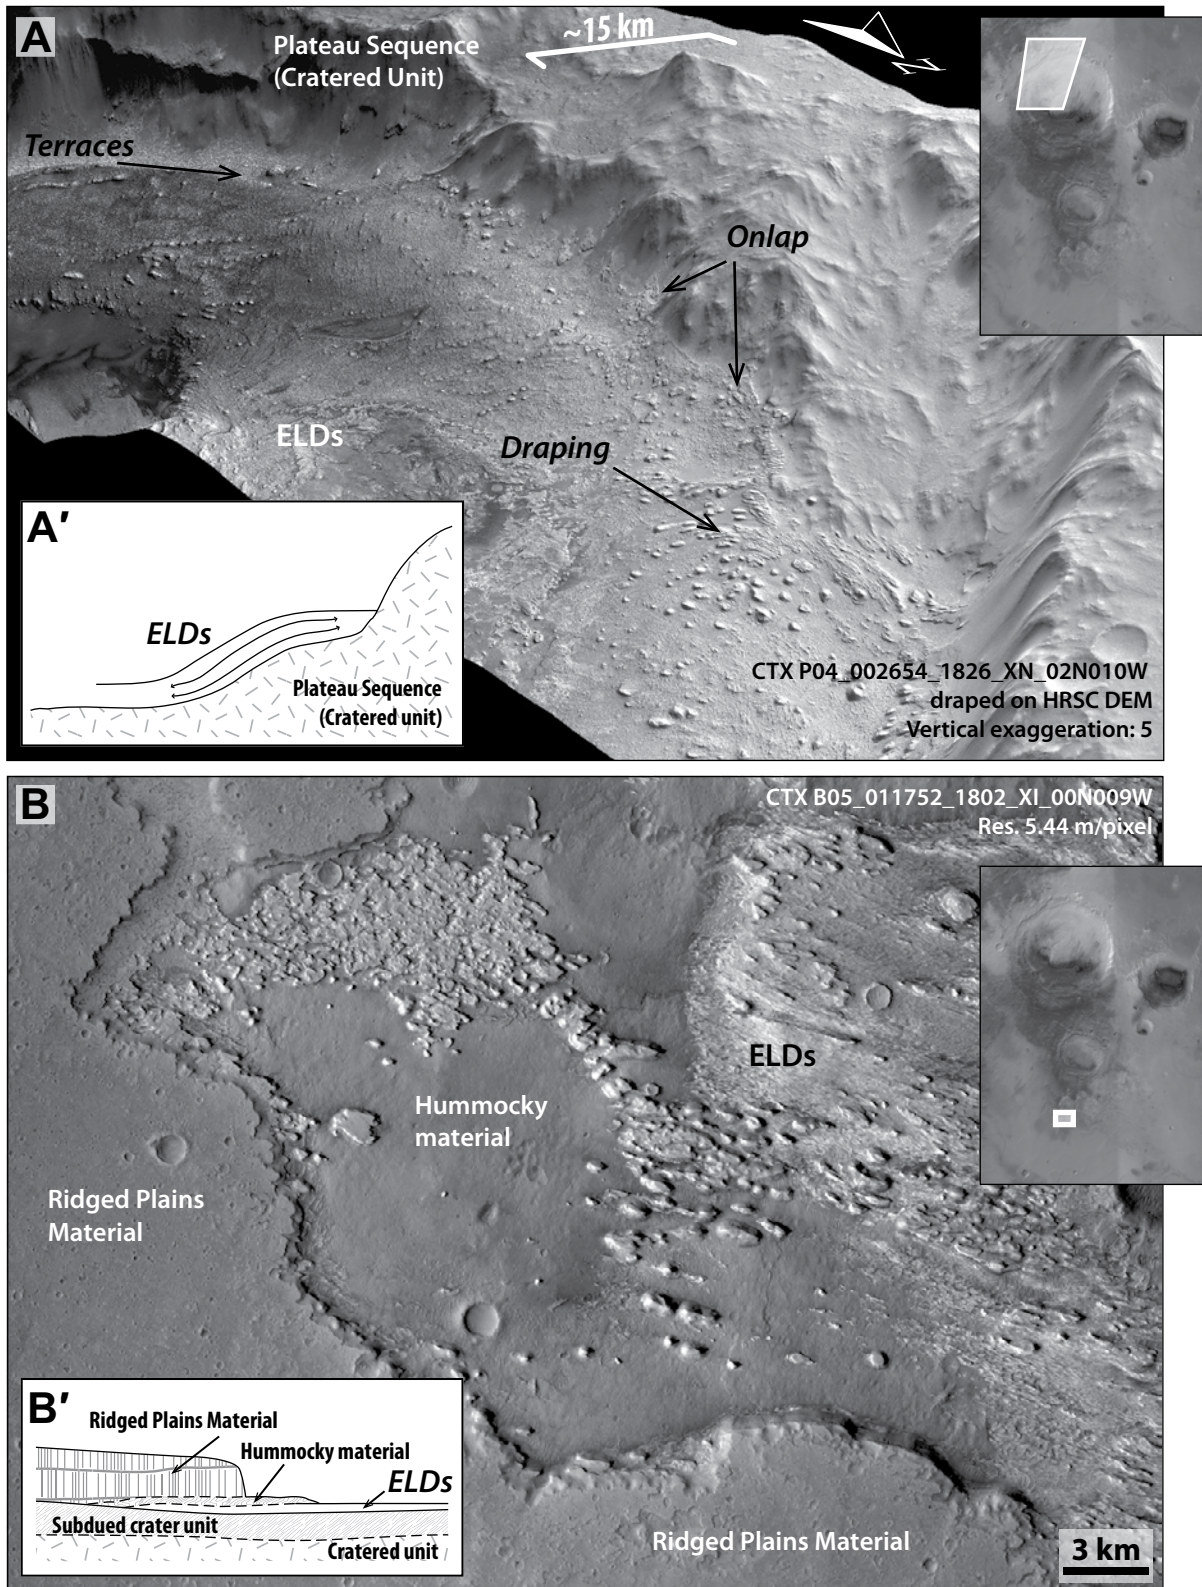 A
Plateau Sequence
(Cratered Unit)
~15 km
N
Terraces
Onlap
Draping
ELDs
A′
ELDs
Plateau Sequence
(Cratered unit)
CTX P04_002654_1826_XN_02N010W
draped on HRSC DEM
Vertical exaggeration: 5
B
CTX B05_011752_1802_XI_00N009W
Res. 5.44 m/pixel
ELDs
Hummocky
material
Ridged Plains
Material
B′
Ridged Plains Material
Hummocky material
ELDs
Subdued crater unit
Cratered unit
Ridged Plains Material
3 km